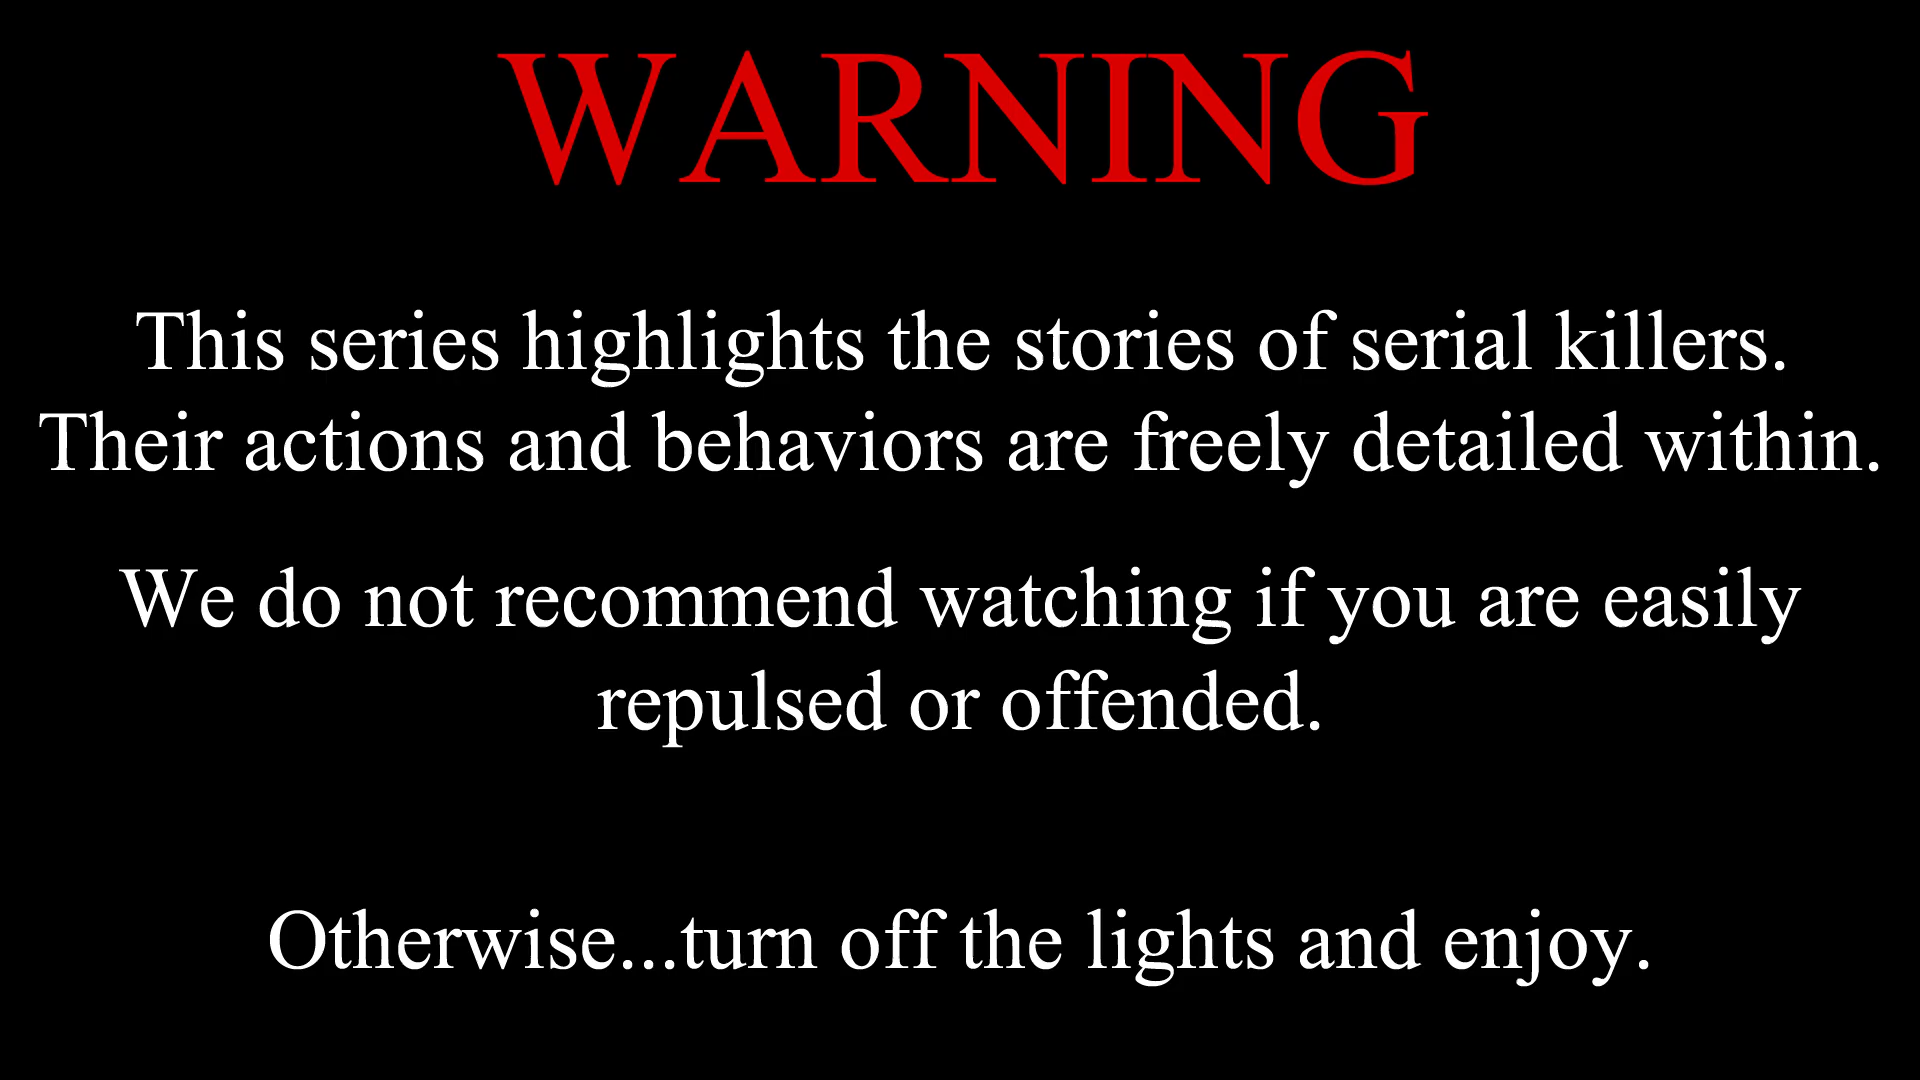 WARNING
This series highlights the stories of serial killers.
Their actions and behaviors are freely detailed within.
We do not recommend watching if you are easily
repulsed or offended.
Otherwise...turn off the lights and enjoy.